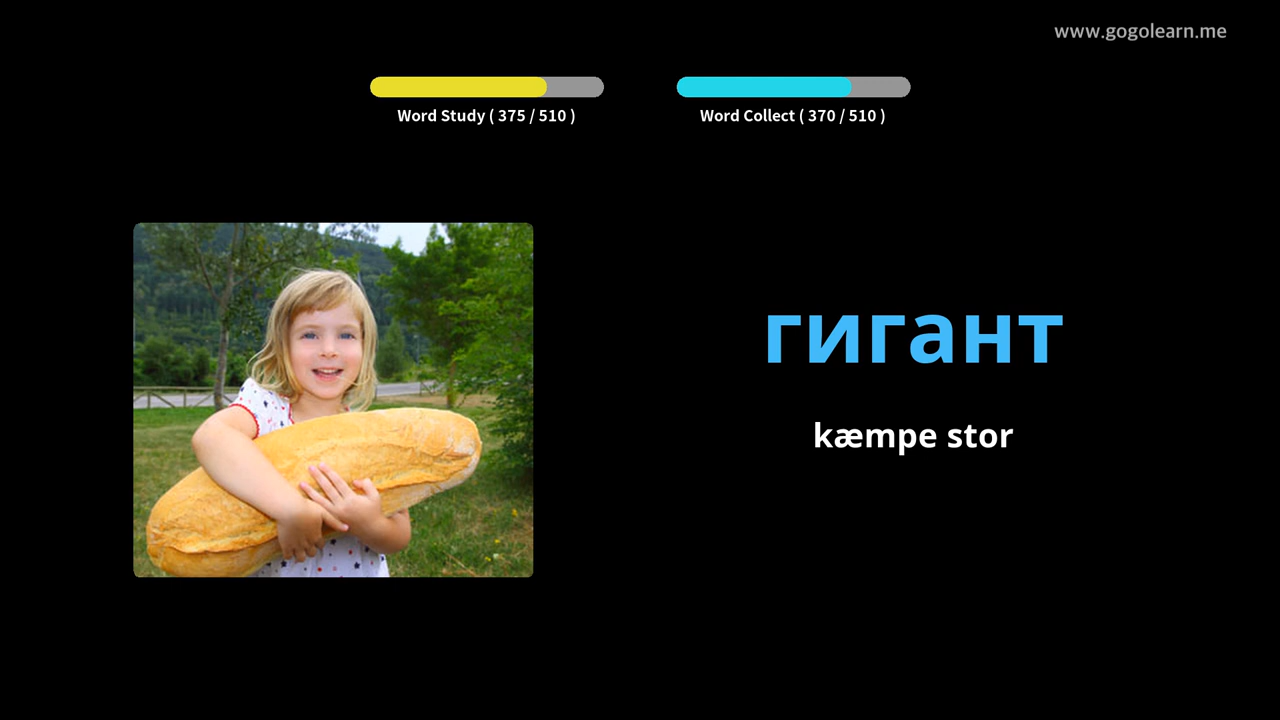 www.gogolearn.me
Word Study ( 375 / 510 )
Word Collect ( 370 / 510 )
гигант
kæmpe stor